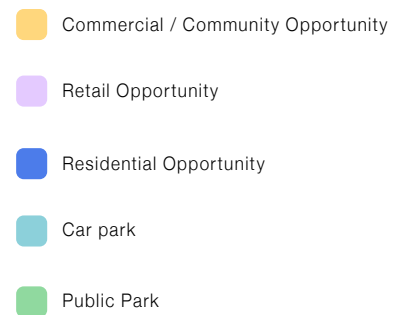 Commercial / Community Opportunity
Retail Opportunity
Residential Opportunity
Car park
Public Park